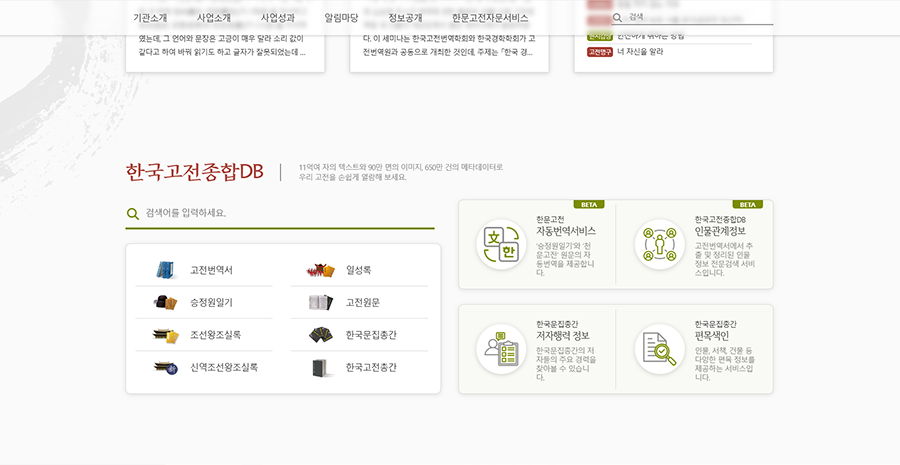 기관소개
사업소개
사업성과
알림마당
정보공개
한문고전자문서비스
검색
였는데, 그 언어와 문장은 고금이 매우 달라 소리 값이
같다고 하여 바꿔 읽기도 하고 글자가 잘못되었는데 ...
다. 이 세미나는 한국고전번역학회와 한국경학학회가 고
전번역원과 공동으로 개최한 것인데, 주제는 『한국 경...
고전명구
너 자신을 알라
한국고전종합DB
11억여 자의 텍스트와 90만 면의 이미지, 650만 건의 메타데이터로
우리 고전을 손쉽게 열람해 보세요.
검색어를 입력하세요.
고전번역서
일성록
승정원일기
고전원문
조선왕조실록
한국문집총간
신역조선왕조실록
한국고전총간
BETA
한문고전
자동번역서비스
'승정원일기'와 '천
문고전' 원문의 자
동번역을 제공합니
다.
文
한
BETA
한국고전종합DB
인물관계정보
고전번역서에서 추
출 및 정리된 인물
정보 전문검색 서비
스입니다.
한국문집총간
저자행력 정보
한국문집총간의 저
자들의 주요 경력을
찾아볼 수 있습니
다.
한국문집총간
편목색인
인물, 서책, 건물 등
다양한 편목 정보를
제공하는 서비스입
니다.